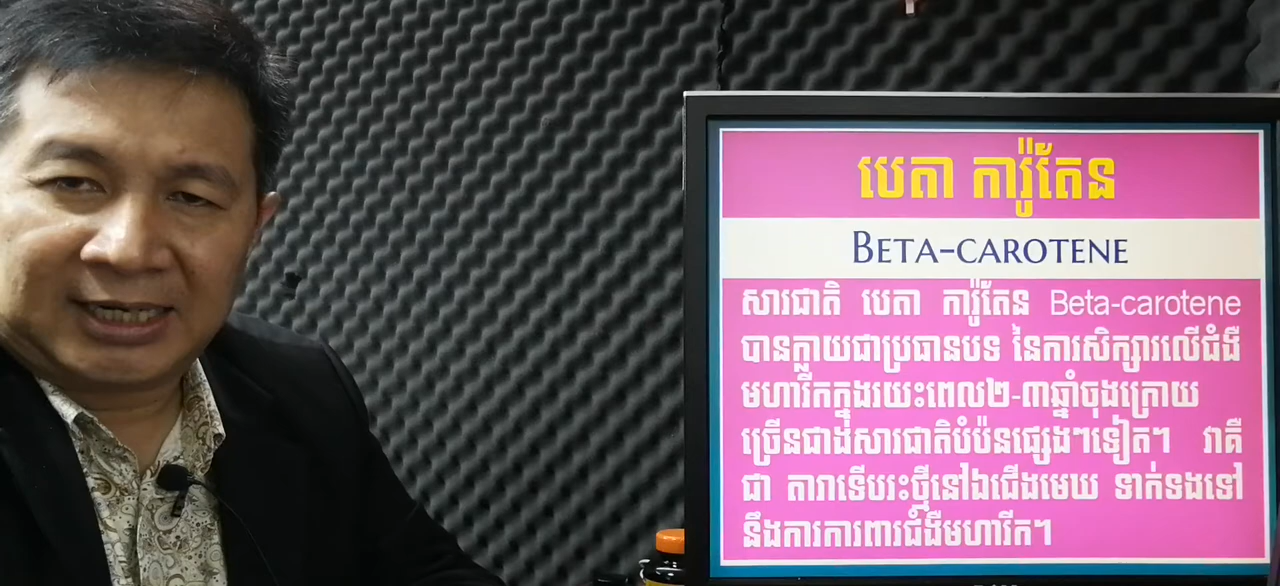 បេតា ការ៉ូតែន
BETA-CAROTENE
សារជាតិ បេតា ការ៉ូតែន Beta-carotene
បានក្លាយជាប្រធានបទ នៃការសិក្សារលើជំងឺ
មហារីកក្នុងរយះពេល២-៣ឆ្នាំចុងក្រោយ
ច្រើនជាងសារជាតិបំប៉នផ្សេងៗទៀតៗ វាគឺ
ជា តារាទើបរះថ្មីនៅឯជើងមេឃ ទាក់ទងទៅ
នឹងការការពារជំងឺមហារីក។